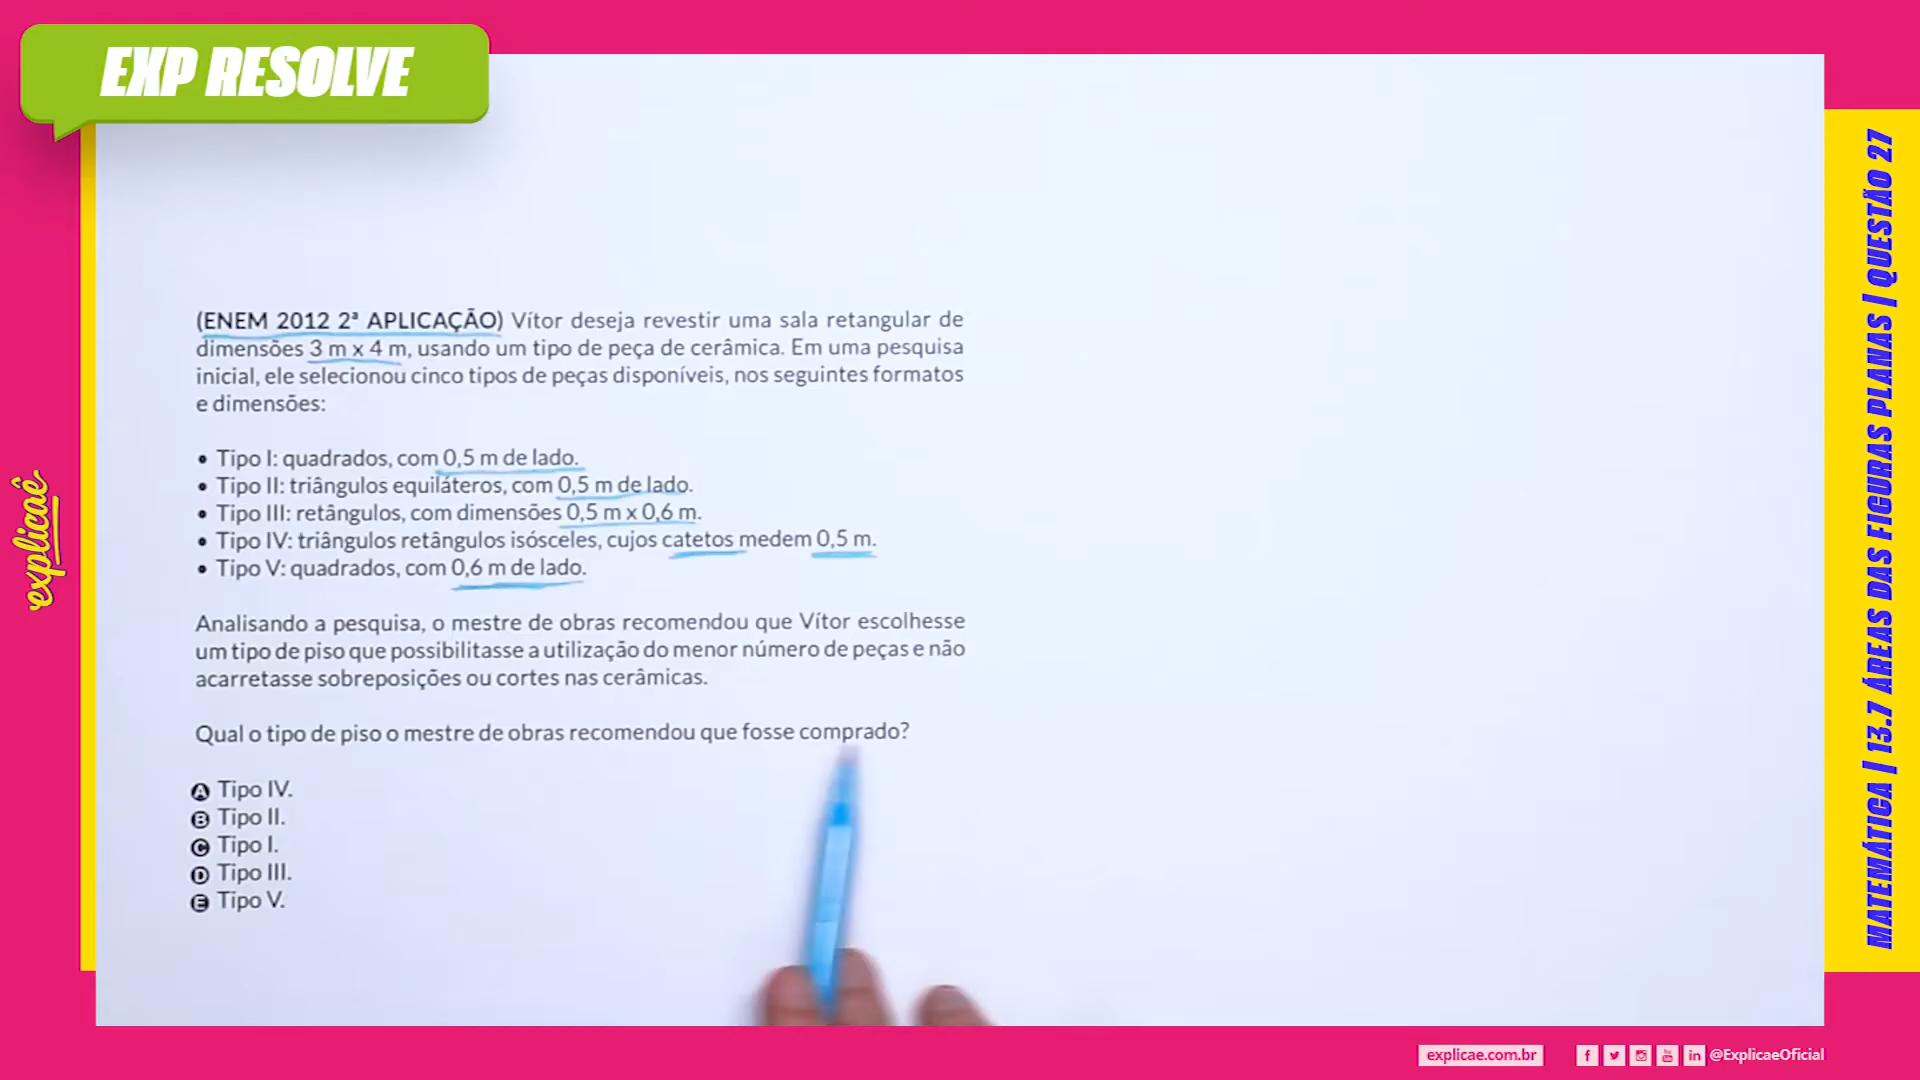 EXP RESOLVE
(ENEM 2012 2ª APLICAÇÃO) Vítor deseja revestir uma sala retangular de
dimensões 3 m x 4 m, usando um tipo de peça de cerâmica. Em uma pesquisa
inicial, ele selecionou cinco tipos de peças disponíveis, nos seguintes formatos
e dimensões:
• Tipo I: quadrados, com 0,5 m de lado.
• Tipo II: triângulos equiláteros, com 0,5 m de lado.
• Tipo III: retângulos, com dimensões 0,5 m x 0,6 m.
• Tipo IV: triângulos retângulos isósceles, cujos catetos medem 0,5 m.
• Tipo V: quadrados, com 0,6 m de lado.
Analisando a pesquisa, o mestre de obras recomendou que Vítor escolhesse
um tipo de piso que possibilitasse a utilização do menor número de peças e não
acarretasse sobreposições ou cortes nas cerâmicas.
Qual o tipo de piso o mestre de obras recomendou que fosse comprado?
A Tipo IV.
B Tipo II.
C Tipo I.
D Tipo III.
E Tipo V.
explicaê
MATEMÁTICA | 13.7 ÁREAS DAS FIGURAS PLANAS | QUESTÃO 27
explicae.com.br
@ExplicaeOficial